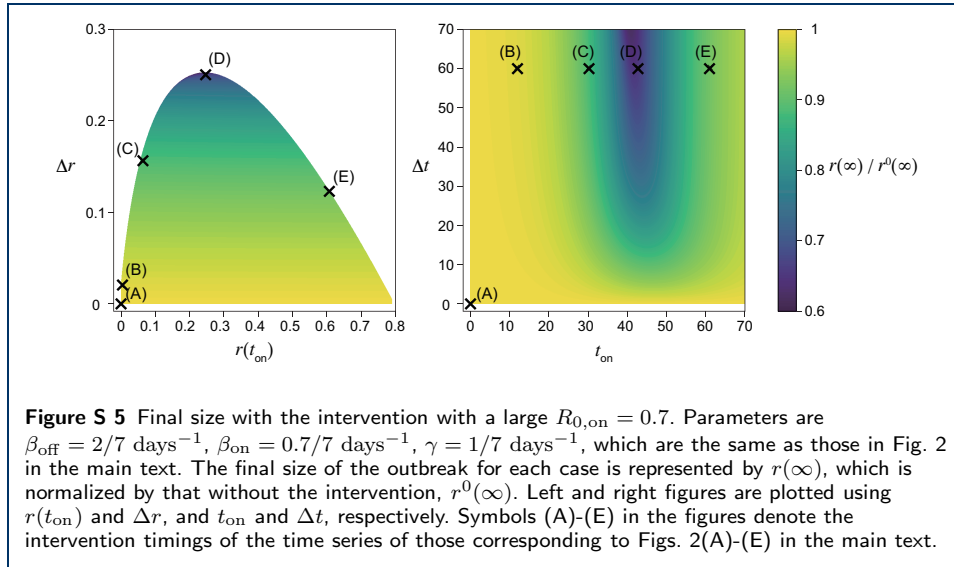 0.3
0.2
0.1
0
Δr
(A)
(B)
(C)
(D)
(E)
0 0.1 0.2 0.3 0.4 0.5 0.6 0.7 0.8
r(t_on)
70
60
50
40
30
20
10
0
Δt
(A)
(B)
(C)
(D)
(E)
0 10 20 30 40 50 60 70
t_on
1
0.9
0.8
0.7
0.6
r(∞) / r⁰(∞)
Figure S 5 Final size with the intervention with a large R₀,ₒₙ = 0.7. Parameters are
β_off = 2/7 days⁻¹, β_on = 0.7/7 days⁻¹, γ = 1/7 days⁻¹, which are the same as those in Fig. 2
in the main text. The final size of the outbreak for each case is represented by r(∞), which is
normalized by that without the intervention, r⁰(∞). Left and right figures are plotted using
r(t_on) and Δr, and t_on and Δt, respectively. Symbols (A)-(E) in the figures denote the
intervention timings of the time series of those corresponding to Figs. 2(A)-(E) in the main text.